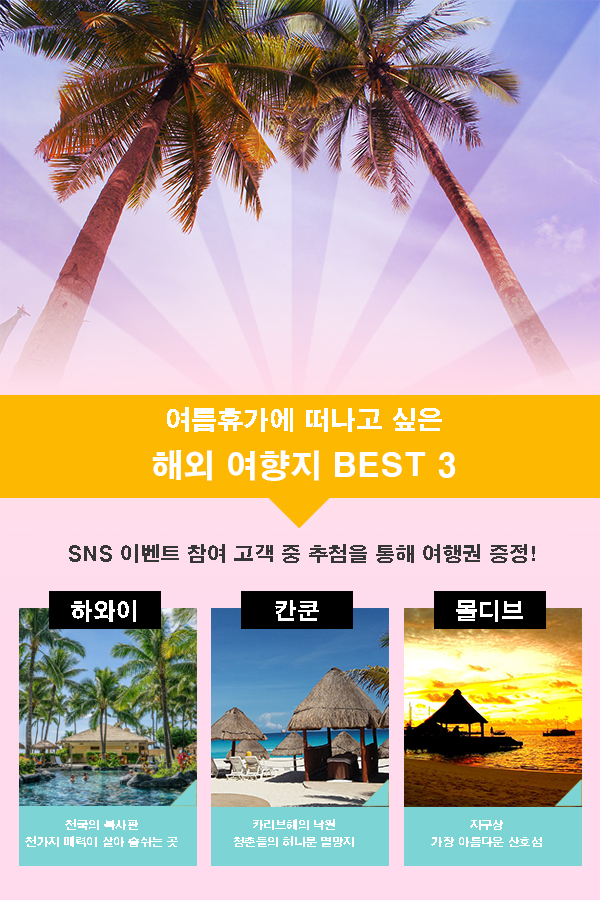 여름휴가에 떠나고 싶은
해외 여향지 BEST 3
SNS 이벤트 참여 고객 중 추첨을 통해 여행권 증정!
하와이
천국의 복사판
천가지 매력이 살아 숨쉬는 곳
칸쿤
카리브해의 낙원
청춘들의 허니문 열망지
몰디브
지구상
가장 아름다운 산호섬